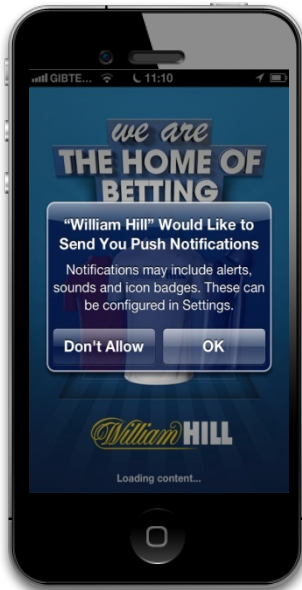 GIBTE... 11:10
we are
THE HOME OF
BETTING
“William Hill” Would Like to
Send You Push Notifications
Notifications may include alerts,
sounds and icon badges. These can
be configured in Settings.
Don't Allow OK
William HILL
Loading content...